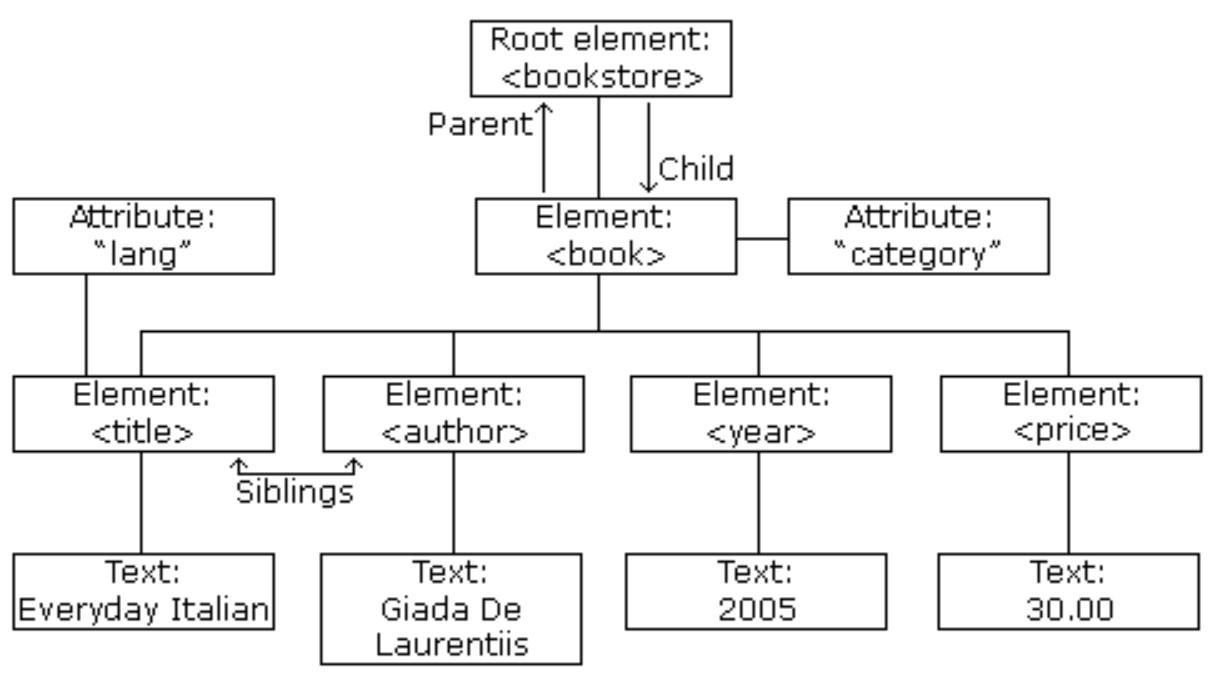 Root element:
<bookstore>
Parent
Child
Attribute:
“lang”
Element:
<book>
Attribute:
“category”
Element:
<title>
Element:
<author>
Element:
<year>
Element:
<price>
Siblings
Text:
Everyday Italian
Text:
Giada De
Laurentiis
Text:
2005
Text:
30.00